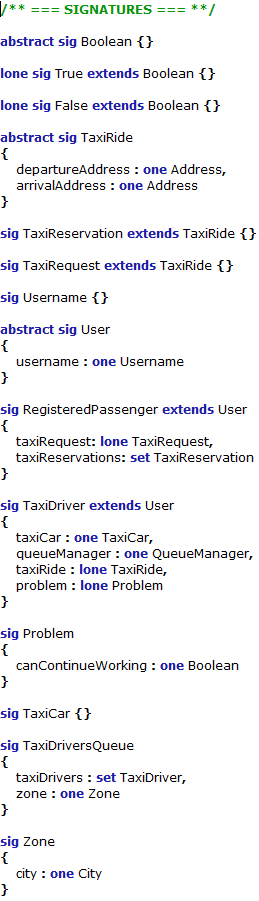 /** === SIGNATURES === **/
abstract sig Boolean {}
lone sig True extends Boolean {}
lone sig False extends Boolean {}
abstract sig TaxiRide
{
departureAddress : one Address,
arrivalAddress : one Address
}
sig TaxiReservation extends TaxiRide {}
sig TaxiRequest extends TaxiRide {}
sig Username {}
abstract sig User
{
username : one Username
}
sig RegisteredPassenger extends User
{
taxiRequest: lone TaxiRequest,
taxiReservations: set TaxiReservation
}
sig TaxiDriver extends User
{
taxiCar : one TaxiCar,
queueManager : one QueueManager,
taxiRide : lone TaxiRide,
problem : lone Problem
}
sig Problem
{
canContinueWorking : one Boolean
}
sig TaxiCar {}
sig TaxiDriversQueue
{
taxiDrivers : set TaxiDriver,
zone : one Zone
}
sig Zone
{
city : one City
}